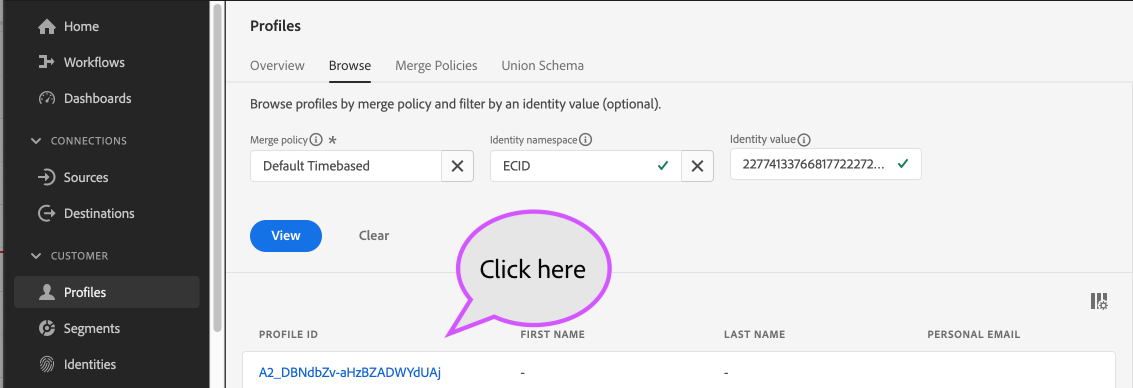 Home
Workflows
Dashboards
CONNECTIONS
Sources
Destinations
CUSTOMER
Profiles
Segments
Identities
Profiles
Overview Browse Merge Policies Union Schema
Browse profiles by merge policy and filter by an identity value (optional).
Merge policy * Identity namespace Identity value
Default Timebased ECID 22774133766817722272...
View Clear
Click here
PROFILE ID FIRST NAME LAST NAME PERSONAL EMAIL
A2_DBNdbZv-aHzBZADWYdUAj - -